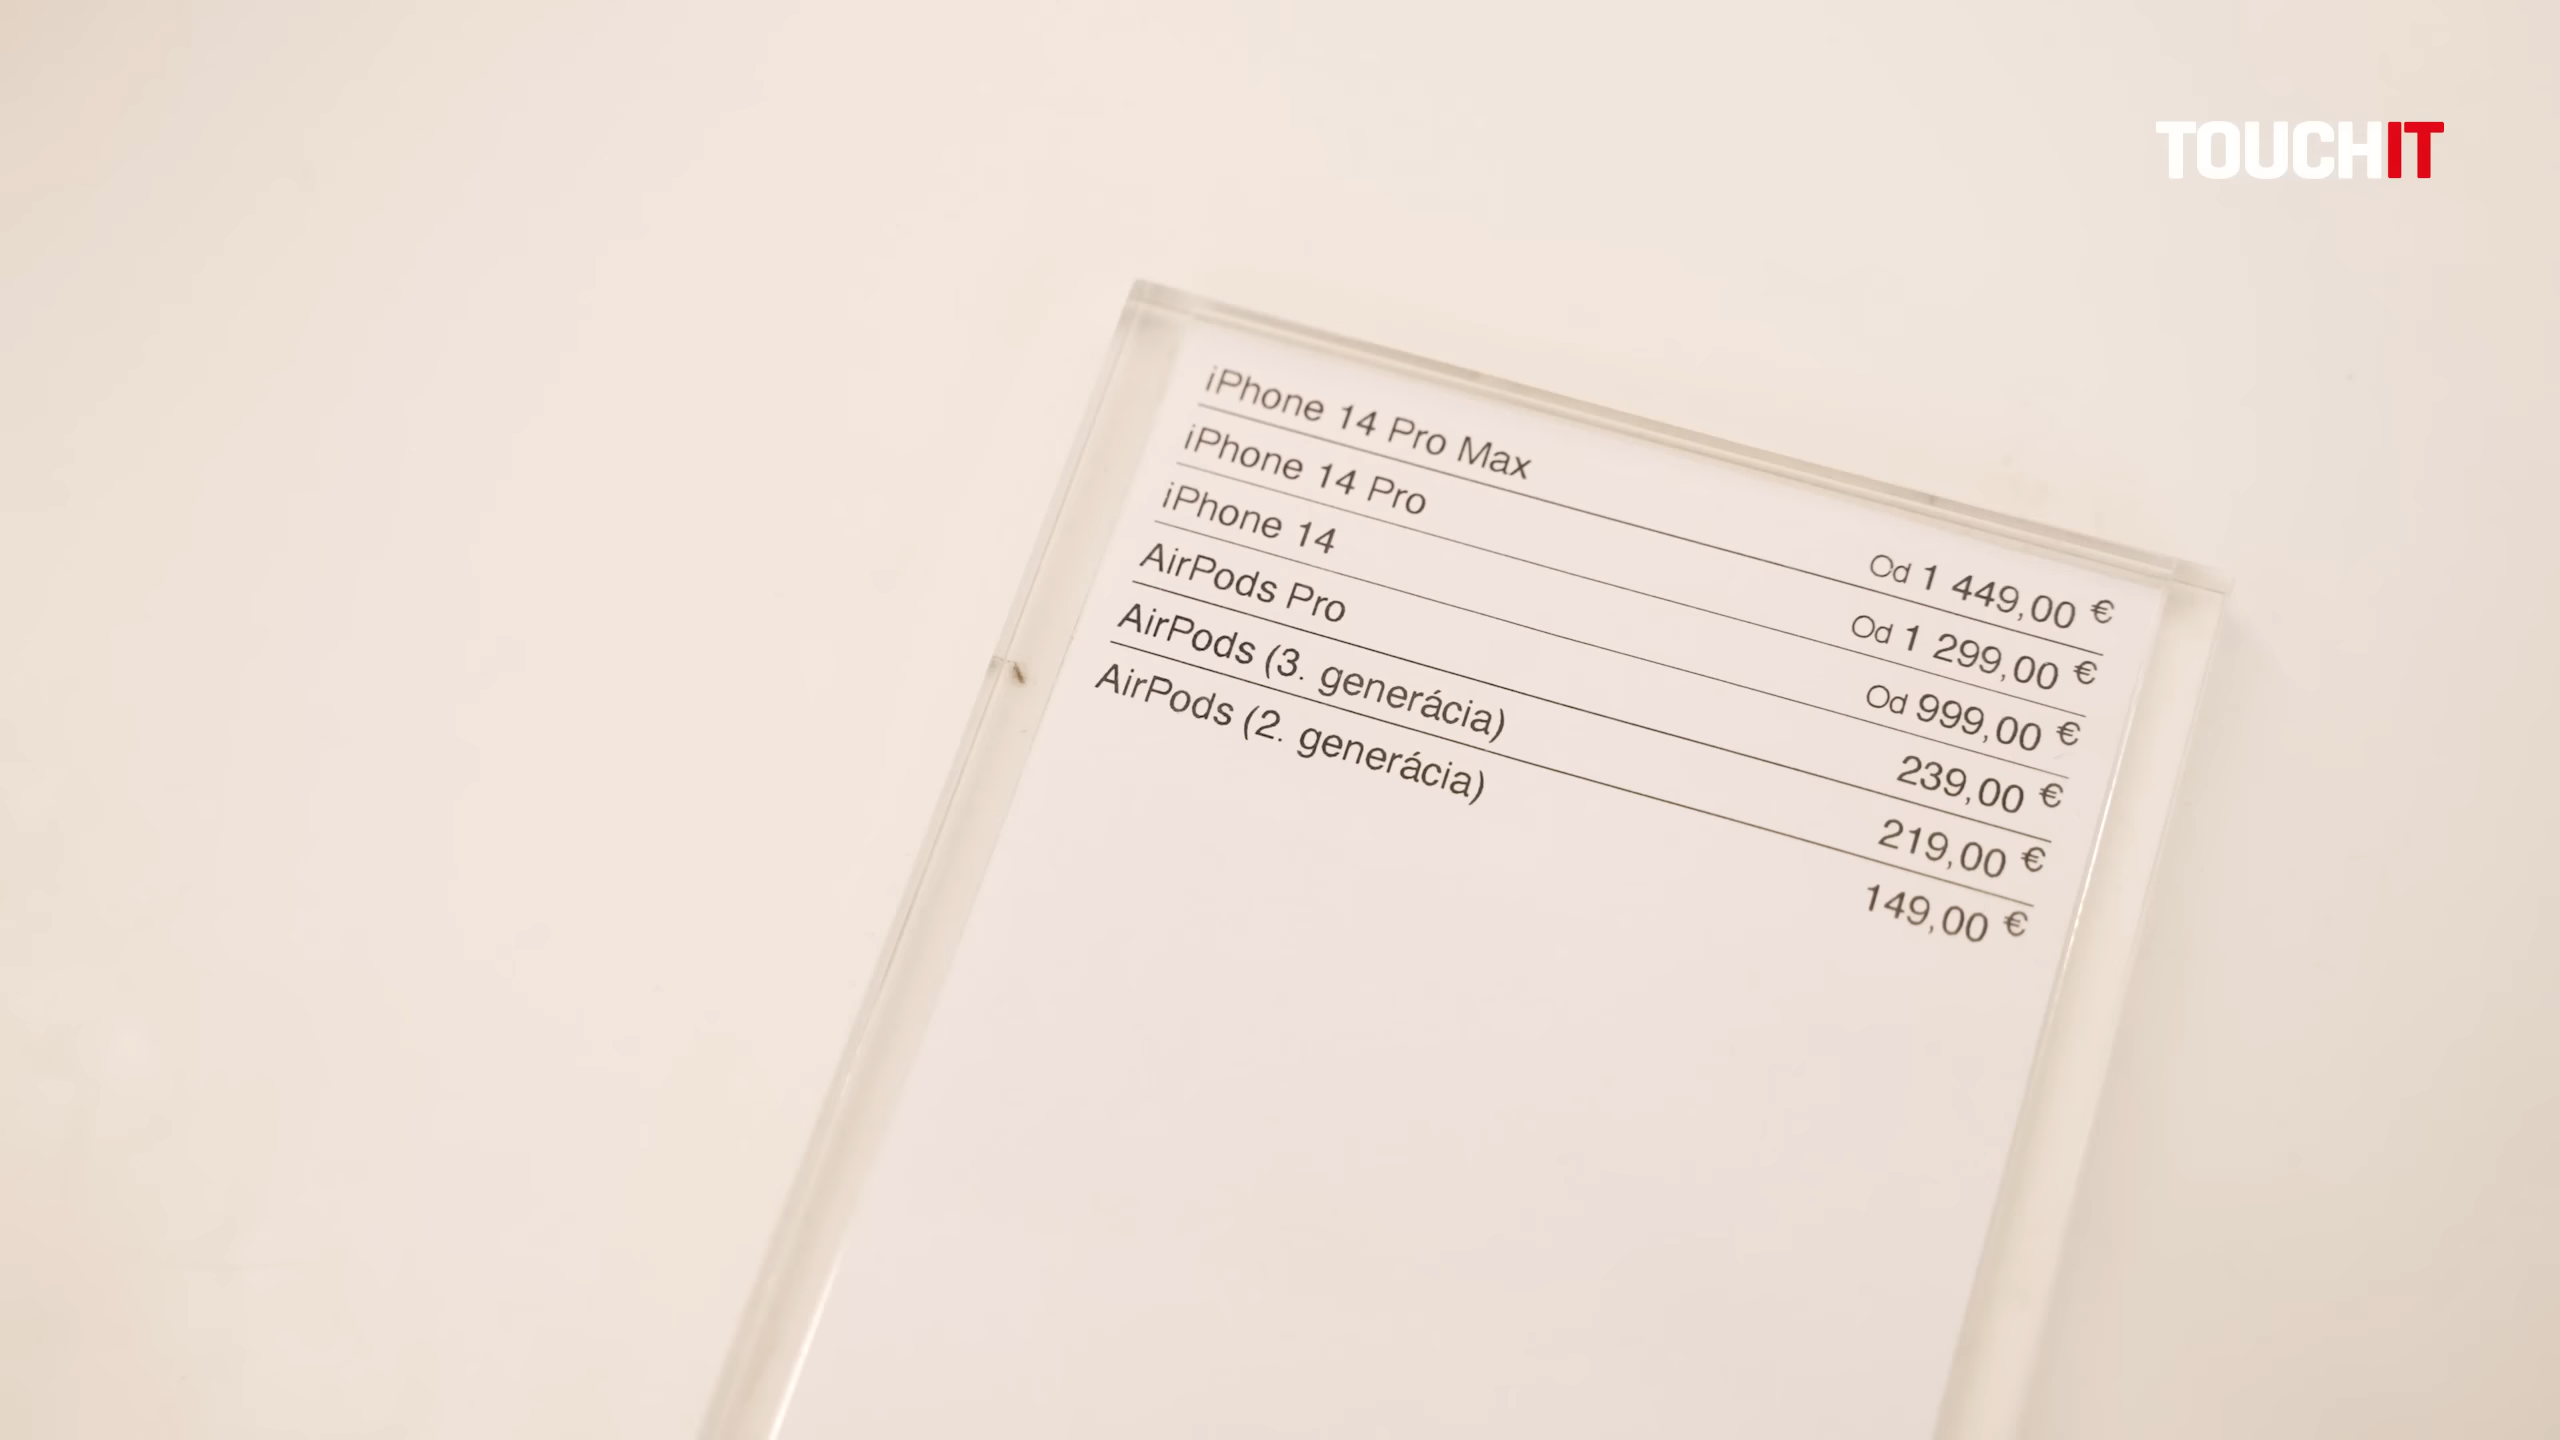 TOUCHIT
iPhone 14 Pro Max Od 1 449,00 €
iPhone 14 Pro Od 1 299,00 €
iPhone 14 Od 999,00 €
AirPods Pro 239,00 €
AirPods (3. generácia) 219,00 €
AirPods (2. generácia) 149,00 €